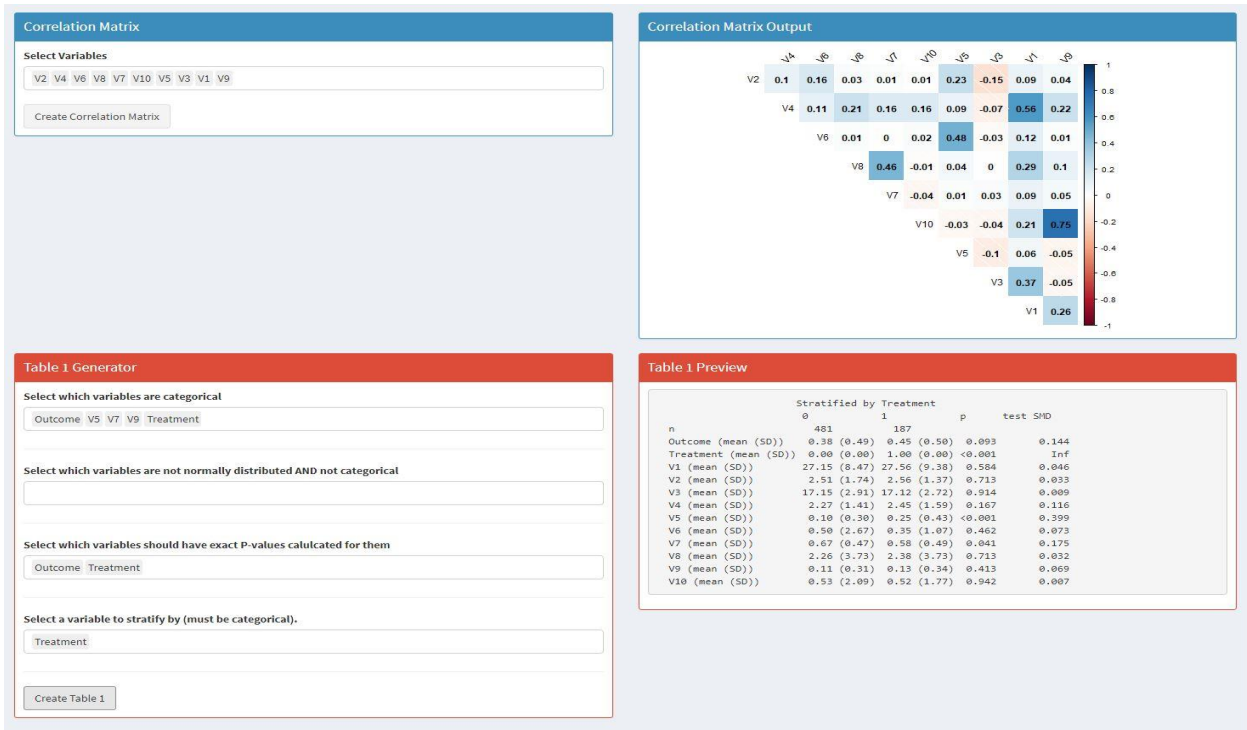 Correlation Matrix
Select Variables
V2 V4 V6 V8 V7 V10 V5 V3 V1 V9
Create Correlation Matrix
Correlation Matrix Output
V4 V6 V8 V7 V10 V5 V3 V1 V9
V2 0.1 0.16 0.03 0.01 0.01 0.23 -0.15 0.09 0.04
V4 0.11 0.21 0.16 0.16 0.09 -0.07 0.56 0.22
V6 0.01 0 0.02 0.48 -0.03 0.12 0.01
V8 0.46 -0.01 0.04 0 0.29 0.1
V7 -0.04 0.01 0.03 0.09 0.05
V10 -0.03 -0.04 0.21 0.75
V5 -0.1 0.06 -0.05
V3 0.37 -0.05
V1 0.26
1
0.8
0.6
0.4
0.2
0
-0.2
-0.4
-0.6
-0.8
-1
Table 1 Generator
Select which variables are categorical
Outcome V5 V7 V9 Treatment
Select which variables are not normally distributed AND not categorical
Select which variables should have exact P-values calulcated for them
Outcome Treatment
Select a variable to stratify by (must be categorical).
Treatment
Create Table 1
Table 1 Preview
Stratified by Treatment
0 1 p test SMD
n 481 187
Outcome (mean (SD)) 0.38 (0.49) 0.45 (0.50) 0.093 0.144
Treatment (mean (SD)) 0.00 (0.00) 1.00 (0.00) <0.001 Inf
V1 (mean (SD)) 27.15 (8.47) 27.56 (9.38) 0.584 0.046
V2 (mean (SD)) 2.51 (1.74) 2.56 (1.37) 0.713 0.033
V3 (mean (SD)) 17.15 (2.91) 17.12 (2.72) 0.914 0.009
V4 (mean (SD)) 2.27 (1.41) 2.45 (1.59) 0.167 0.116
V5 (mean (SD)) 0.10 (0.30) 0.25 (0.43) <0.001 0.399
V6 (mean (SD)) 0.50 (2.67) 0.35 (1.07) 0.462 0.073
V7 (mean (SD)) 0.67 (0.47) 0.58 (0.49) 0.041 0.175
V8 (mean (SD)) 2.26 (3.73) 2.38 (3.73) 0.713 0.032
V9 (mean (SD)) 0.11 (0.31) 0.13 (0.34) 0.413 0.069
V10 (mean (SD)) 0.53 (2.09) 0.52 (1.77) 0.942 0.007